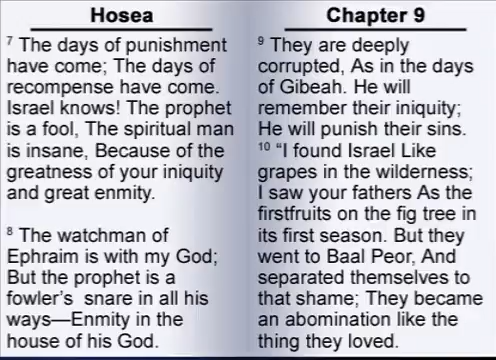 Hosea
7 The days of punishment
have come; The days of
recompense have come.
Israel knows! The prophet
is a fool, The spiritual man
is insane, Because of the
greatness of your iniquity
and great enmity.
8 The watchman of
Ephraim is with my God;
But the prophet is a
fowler's snare in all his
ways—Enmity in the
house of his God.
Chapter 9
9 They are deeply
corrupted, As in the days
of Gibeah. He will
remember their iniquity;
He will punish their sins.
10 "I found Israel Like
grapes in the wilderness;
I saw your fathers As the
firstfruits on the fig tree in
its first season. But they
went to Baal Peor, And
separated themselves to
that shame; They became
an abomination like the
thing they loved.